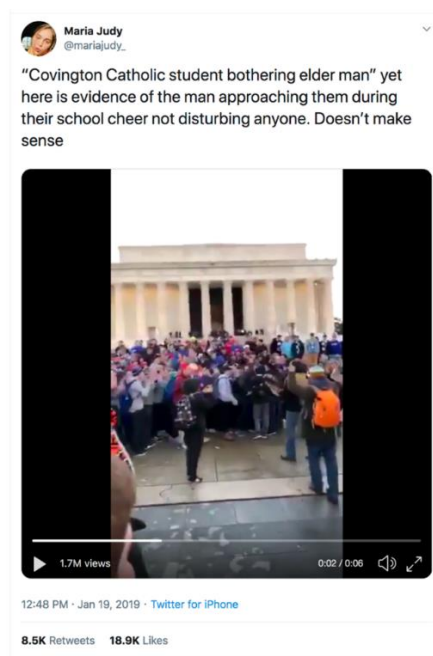 Maria Judy
@mariajudy_
“Covington Catholic student bothering elder man” yet
here is evidence of the man approaching them during
their school cheer not disturbing anyone. Doesn’t make
sense
1.7M views
0:02 / 0:06
12:48 PM · Jan 19, 2019 · Twitter for iPhone
8.5K Retweets 18.9K Likes